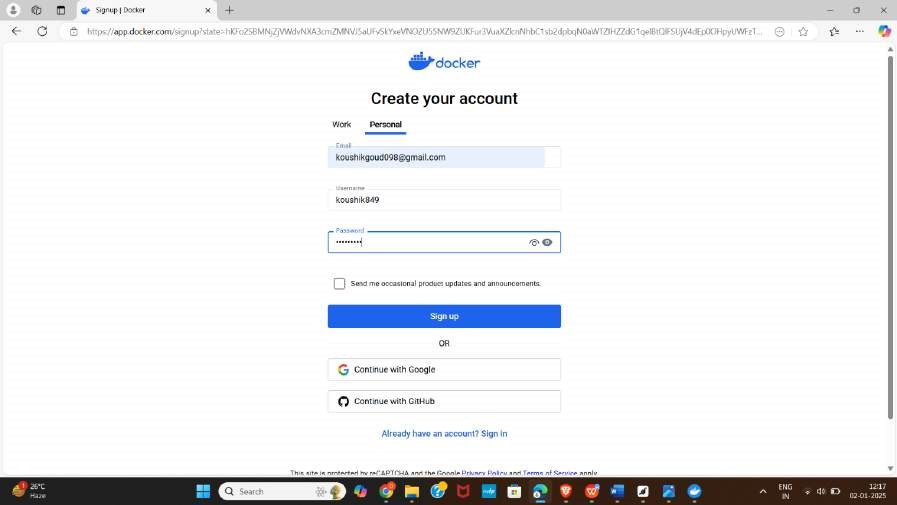 Signup | Docker
https://app.docker.com/signup?state=
docker
Create your account
Work Personal
Email
koushikgoud098@gmail.com
Username
koushik849
Password
•••••••••
Send me occasional product updates and announcements.
Sign up
OR
Continue with Google
Continue with GitHub
Already have an account? Sign in
This site is protected by reCAPTCHA and the Google Privacy Policy and Terms of Service apply.
1
26°C
Haze
Search
ENG
IN
12:17
02-01-2025